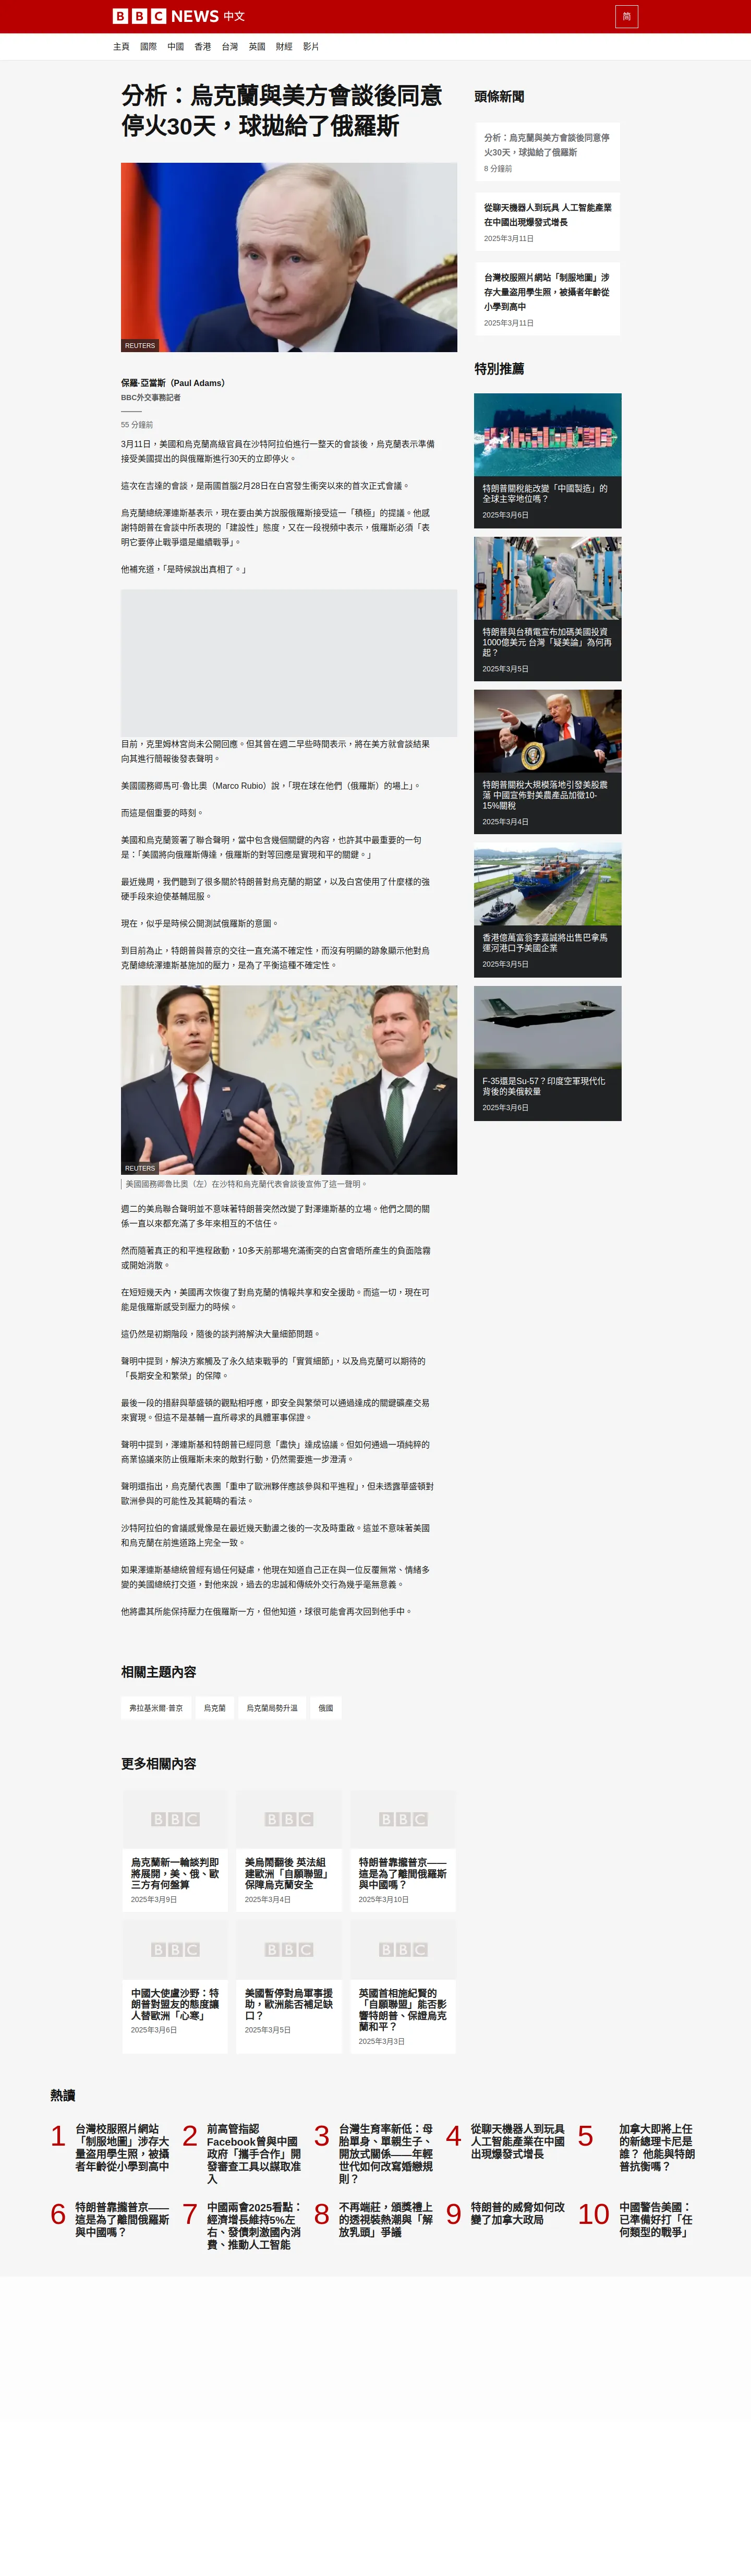 BBC NEWS 中文
简
主頁 國際 中國 香港 台灣 英國 財經 影片
分析：烏克蘭與美方會談後同意
停火30天，球拋給了俄羅斯
REUTERS
保羅·亞當斯（Paul Adams）
BBC外交事務記者
55 分鐘前
3月11日，美國和烏克蘭高級官員在沙特阿拉伯進行一整天的會談後，烏克蘭表示準備
接受美國提出的與俄羅斯進行30天的立即停火。
這次在吉達的會談，是兩國首腦2月28日在白宮發生衝突以來的首次正式會議。
烏克蘭總統澤連斯基表示，現在要由美方說服俄羅斯接受這一「積極」的提議。他感
謝特朗普在會談中所表現的「建設性」態度，又在一段視頻中表示，俄羅斯必須「表
明它要停止戰爭還是繼續戰爭」。
他補充道，「是時候說出真相了。」
目前，克里姆林宮尚未公開回應。但其曾在週二早些時間表示，將在美方就會談結果
向其進行簡報後發表聲明。
美國國務卿馬可·魯比奧（Marco Rubio）說，「現在球在他們（俄羅斯）的場上」。
而這是個重要的時刻。
美國和烏克蘭簽署了聯合聲明，當中包含幾個關鍵的內容，也許其中最重要的一句
是：「美國將向俄羅斯傳達，俄羅斯的對等回應是實現和平的關鍵。」
最近幾周，我們聽到了很多關於特朗普對烏克蘭的期望，以及白宮使用了什麼樣的強
硬手段來迫使基輔屈服。
現在，似乎是時候公開測試俄羅斯的意圖。
到目前為止，特朗普與普京的交往一直充滿不確定性，而沒有明顯的跡象顯示他對烏
克蘭總統澤連斯基施加的壓力，是為了平衡這種不確定性。
REUTERS
美國國務卿魯比奧（左）在沙特和烏克蘭代表會談後宣佈了這一聲明。
週二的美烏聯合聲明並不意味著特朗普突然改變了對澤連斯基的立場。他們之間的關
係一直以來都充滿了多年來相互的不信任。
然而隨著真正的和平進程啟動，10多天前那場充滿衝突的白宮會晤所產生的負面陰霾
或開始消散。
在短短幾天內，美國再次恢復了對烏克蘭的情報共享和安全援助。而這一切，現在可
能是俄羅斯感受到壓力的時候。
這仍然是初期階段，隨後的談判將解決大量細節問題。
聲明中提到，解決方案觸及了永久結束戰爭的「實質細節」，以及烏克蘭可以期待的
「長期安全和繁榮」的保障。
最後一段的措辭與華盛頓的觀點相呼應，即安全與繁榮可以通過達成的關鍵礦產交易
來實現。但這不是基輔一直所尋求的具體軍事保證。
聲明中提到，澤連斯基和特朗普已經同意「盡快」達成協議。但如何通過一項純粹的
商業協議來防止俄羅斯未來的敵對行動，仍然需要進一步澄清。
聲明還指出，烏克蘭代表團「重申了歐洲夥伴應該參與和平進程」，但未透露華盛頓對
歐洲參與的可能性及其範疇的看法。
沙特阿拉伯的會議感覺像是在最近幾天動盪之後的一次及時重啟。這並不意味著美國
和烏克蘭在前進道路上完全一致。
如果澤連斯基總統曾經有過任何疑慮，他現在知道自己正在與一位反覆無常、情緒多
變的美國總統打交道，對他來說，過去的忠誠和傳統外交行為幾乎毫無意義。
他將盡其所能保持壓力在俄羅斯一方，但他知道，球很可能會再次回到他手中。
相關主題內容
弗拉基米爾·普京 烏克蘭 烏克蘭局勢升溫 俄國
更多相關內容
BBC
烏克蘭新一輪談判即
將展開，美、俄、歐
三方有何盤算
2025年3月9日
BBC
美烏鬧翻後 英法組
建歐洲「自願聯盟」
保障烏克蘭安全
2025年3月4日
BBC
特朗普靠攏普京——
這是為了離間俄羅斯
與中國嗎？
2025年3月10日
BBC
中國大使盧沙野：特
朗普對盟友的態度讓
人替歐洲「心寒」
2025年3月6日
BBC
美國暫停對烏軍事援
助，歐洲能否補足缺
口？
2025年3月5日
BBC
英國首相施紀賢的
「自願聯盟」能否影
響特朗普、保證烏克
蘭和平？
2025年3月3日
頭條新聞
分析：烏克蘭與美方會談後同意停
火30天，球拋給了俄羅斯
8 分鐘前
從聊天機器人到玩具 人工智能產業
在中國出現爆發式增長
2025年3月11日
台灣校服照片網站「制服地圖」涉
存大量盗用學生照，被攝者年齡從
小學到高中
2025年3月11日
特別推薦
特朗普關稅能改變「中國製造」的
全球主宰地位嗎？
2025年3月6日
特朗普與台積電宣布加碼美國投資
1000億美元 台灣「疑美論」為何再
起？
2025年3月5日
特朗普關稅大規模落地引發美股震
蕩 中國宣佈對美農產品加徵10-
15%關稅
2025年3月4日
香港億萬富翁李嘉誠將出售巴拿馬
運河港口予美國企業
2025年3月5日
F-35還是Su-57？印度空軍現代化
背後的美俄較量
2025年3月6日
熱讀
1
台灣校服照片網站
「制服地圖」涉存大
量盗用學生照，被攝
者年齡從小學到高中
2
前高管指認
Facebook曾與中國
政府「攜手合作」開
發審查工具以謀取准
入
3
台灣生育率新低：母
胎單身、單親生子、
開放式關係——年輕
世代如何改寫婚戀規
則？
4
從聊天機器人到玩具
人工智能產業在中國
出現爆發式增長
5
加拿大即將上任
的新總理卡尼是
誰？ 他能與特朗
普抗衡嗎？
6
特朗普靠攏普京——
這是為了離間俄羅斯
與中國嗎？
7
中國兩會2025看點：
經濟增長維持5%左
右、發債刺激國內消
費、推動人工智能
8
不再端莊，頒獎禮上
的透視裝熱潮與「解
放乳頭」爭議
9
特朗普的威脅如何改
變了加拿大政局
10
中國警告美國：
已準備好打「任
何類型的戰爭」